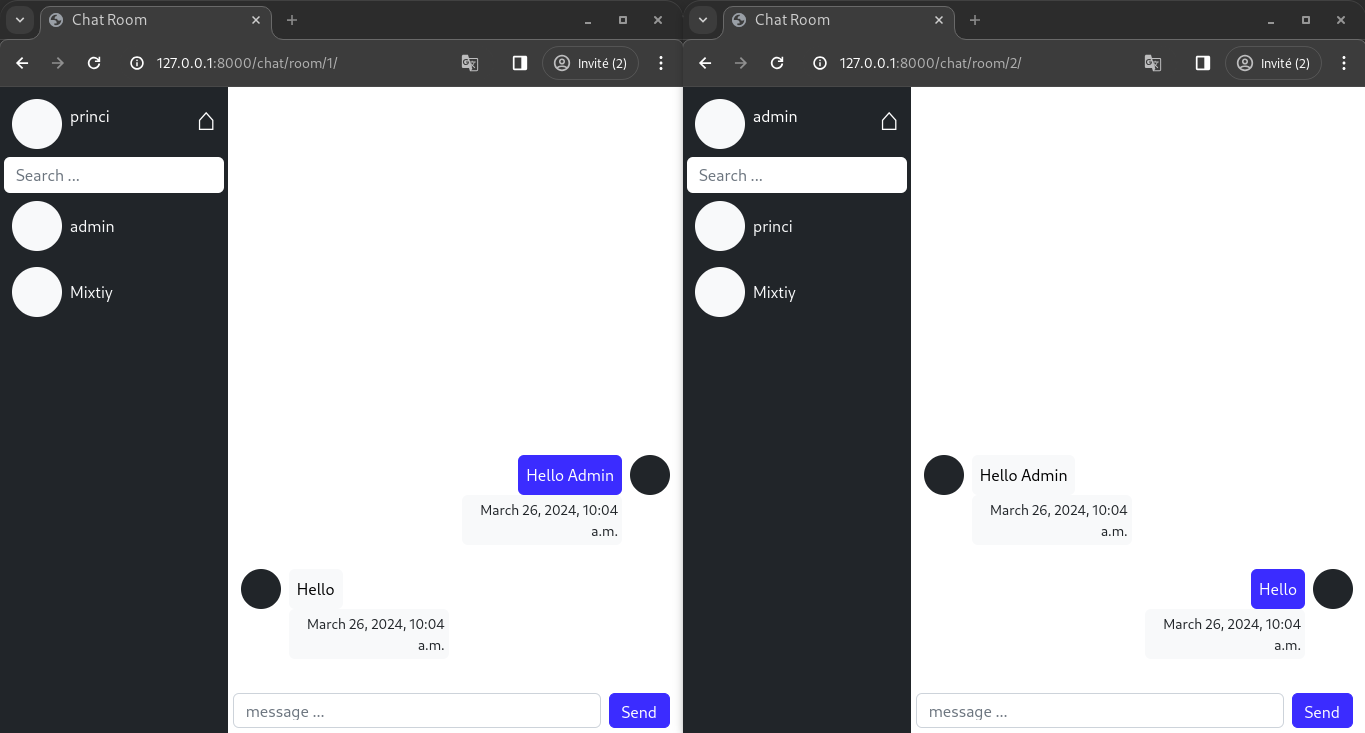 Chat Room
127.0.0.1:8000/chat/room/1/
Invité (2)
princi
Search ...
admin
Mixtiy
Hello Admin
March 26, 2024, 10:04
a.m.
Hello
March 26, 2024, 10:04
a.m.
message ...
Send
Chat Room
127.0.0.1:8000/chat/room/2/
Invité (2)
admin
Search ...
princi
Mixtiy
Hello Admin
March 26, 2024, 10:04
a.m.
Hello
March 26, 2024, 10:04
a.m.
message ...
Send